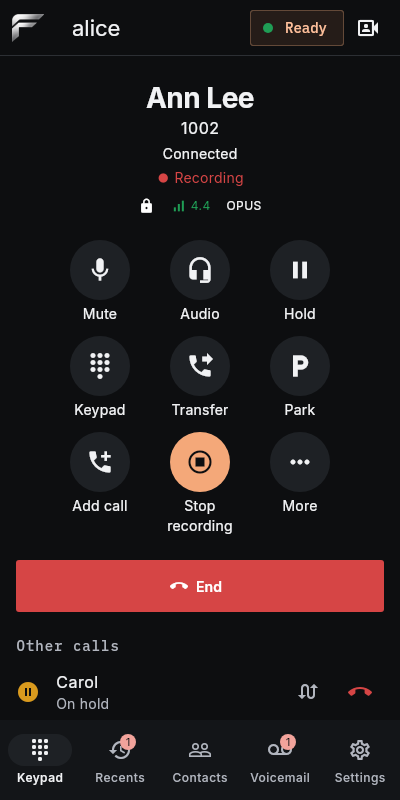 alice
Ready
Ann Lee
1002
Connected
Recording
4.4 OPUS
Mute Audio Hold
Keypad Transfer Park
Add call Stop recording More
End
Other calls
Carol
On hold
1 1
Keypad Recents Contacts Voicemail Settings